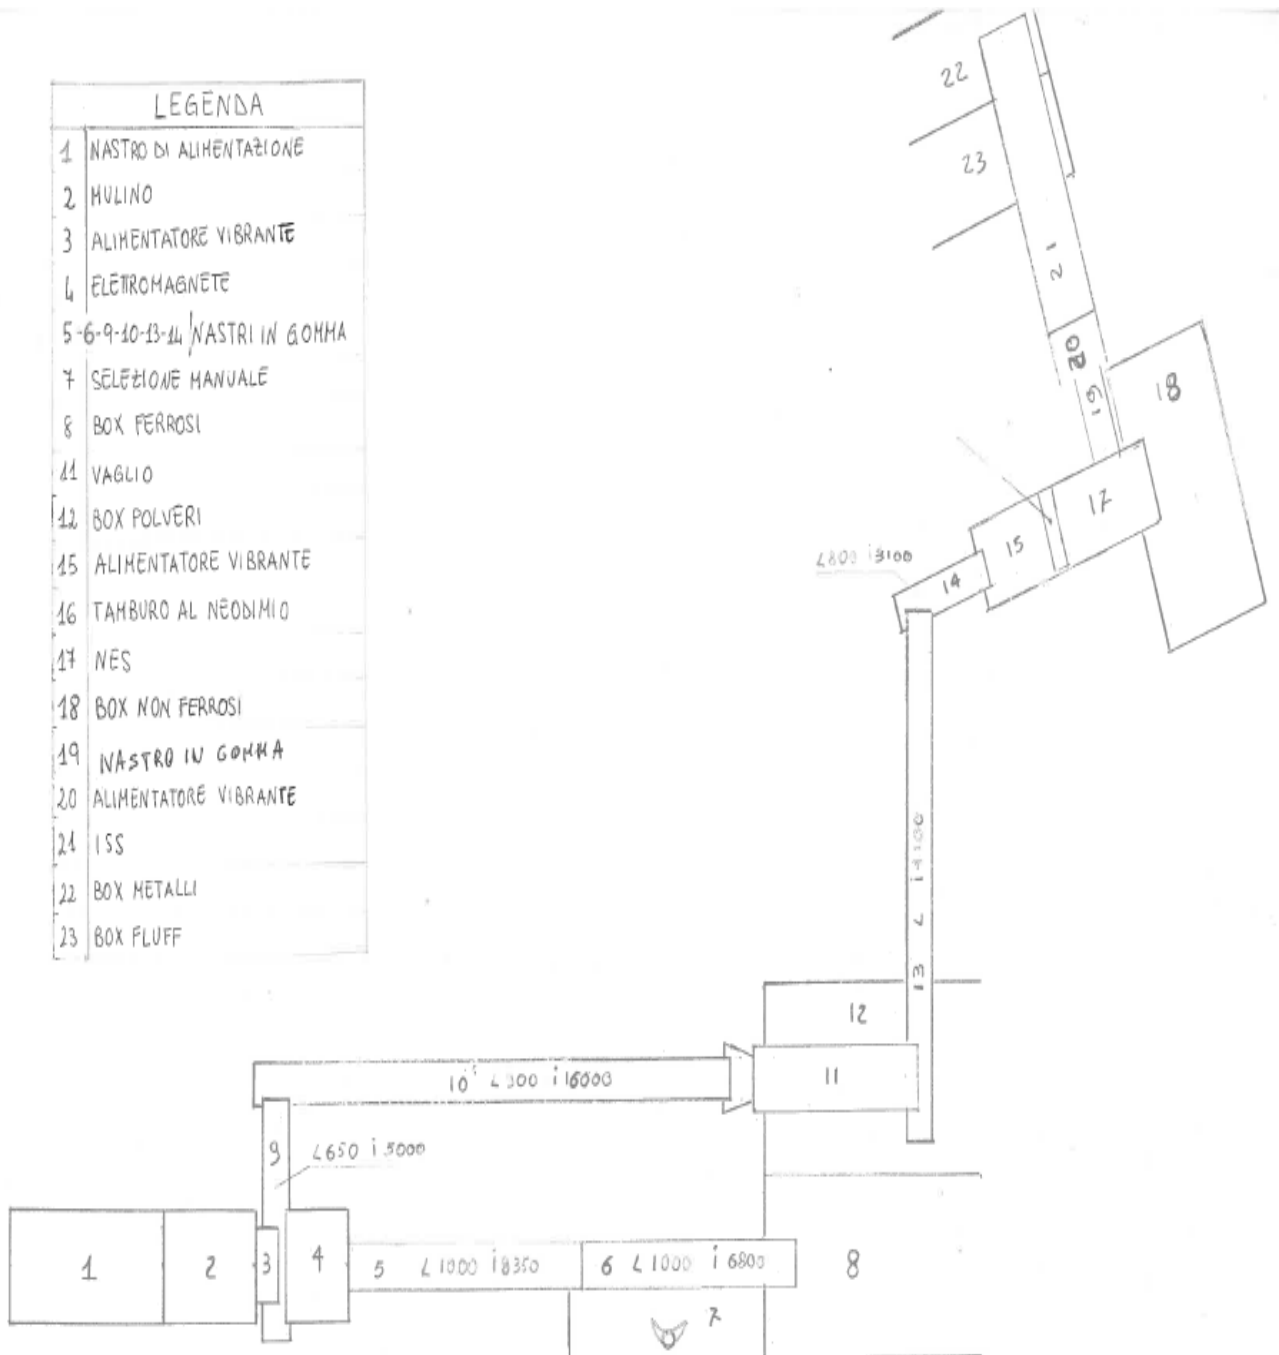 LEGENDA
1 NASTRO DI ALIMENTAZIONE
2 MULINO
3 ALIMENTATORE VIBRANTE
4 ELETTROMAGNETE
5-6-9-10-13-14 NASTRI IN GOMMA
7 SELEZIONE MANUALE
8 BOX FERROSI
11 VAGLIO
12 BOX POLVERI
15 ALIMENTATORE VIBRANTE
16 TAMBURO AL NEODIMIO
17 NES
18 BOX NON FERROSI
19 NASTRO IN GOMMA
20 ALIMENTATORE VIBRANTE
21 ISS
22 BOX METALLI
23 BOX FLUFF
22
23
21
20
19
18
17
15
14
L800 i3100
13 L
12
11
10 L900 i16000
9
L650 i5000
1
2
3
4
5 L1000 i8350
6 L1000 i6800
7
8